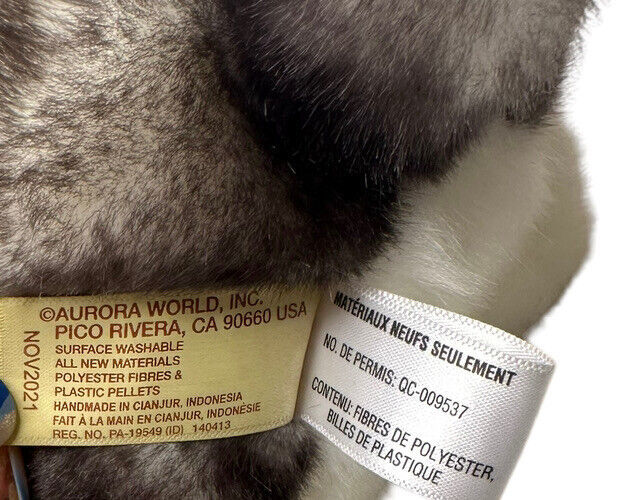 ©AURORA WORLD, INC.
PICO RIVERA, CA 90660 USA
SURFACE WASHABLE
ALL NEW MATERIALS
POLYESTER FIBRES &
PLASTIC PELLETS
HANDMADE IN CIANJUR, INDONESIA
FAIT À LA MAIN EN CIANJUR, INDONÉSIE
REG. NO. PA-19549 (ID) 140413
NOV2021
MATÉRIAUX NEUFS SEULEMENT
NO. DE PERMIS: QC-009537
CONTENU: FIBRES DE POLYESTER,
BILLES DE PLASTIQUE